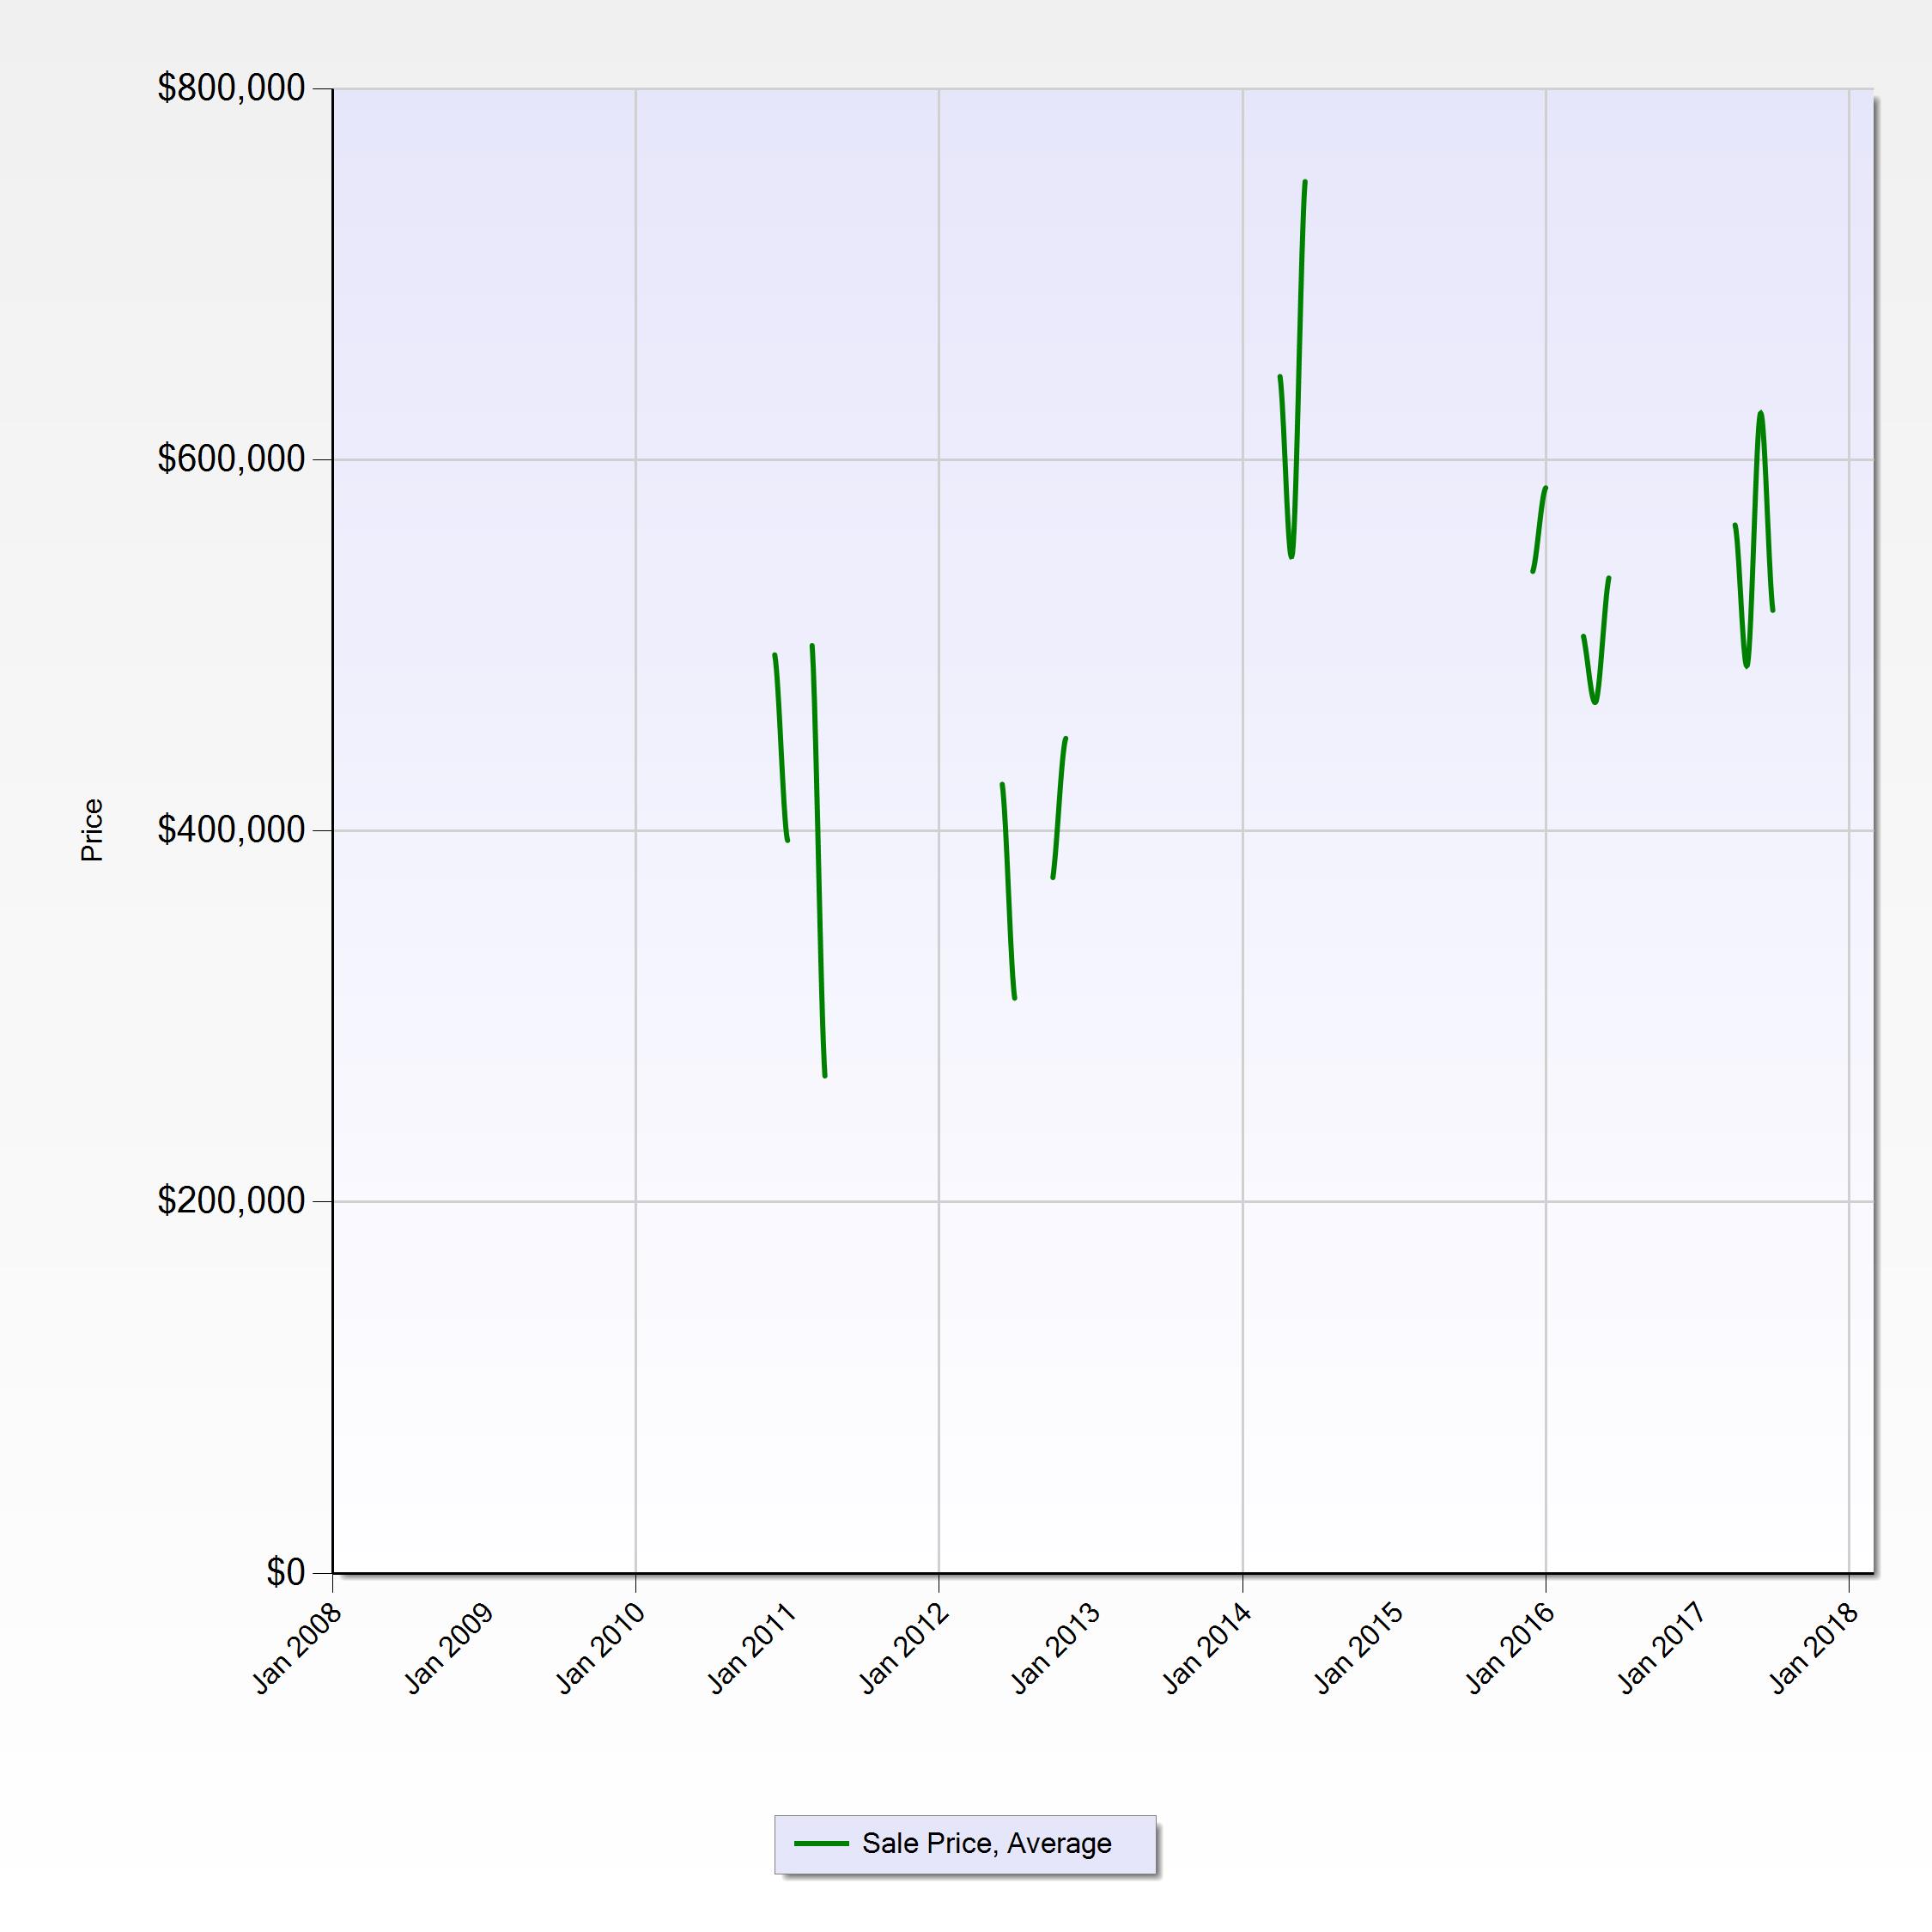 $800,000
$600,000
$400,000
$200,000
$0
Price
Jan 2008
Jan 2009
Jan 2010
Jan 2011
Jan 2012
Jan 2013
Jan 2014
Jan 2015
Jan 2016
Jan 2017
Jan 2018
Sale Price, Average